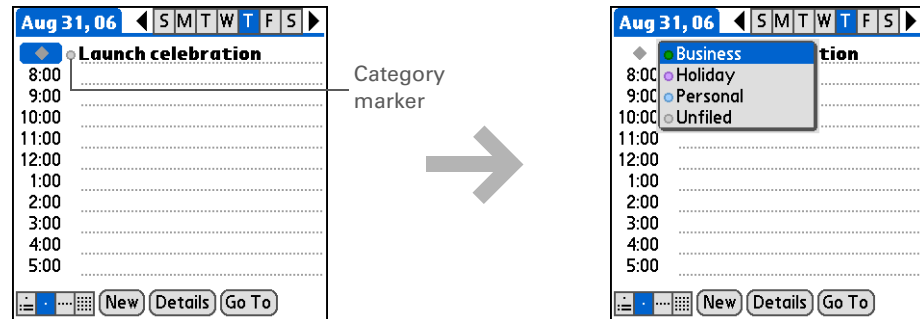 Aug 31, 06 S M T W T F S
Launch celebration
8:00
9:00
10:00
11:00
12:00
1:00
2:00
3:00
4:00
5:00
New Details Go To
Category
marker
Aug 31, 06 S M T W T F S
Business tion
8:00 Holiday
9:00 Personal
10:00 Unfiled
11:00
12:00
1:00
2:00
3:00
4:00
5:00
New Details Go To